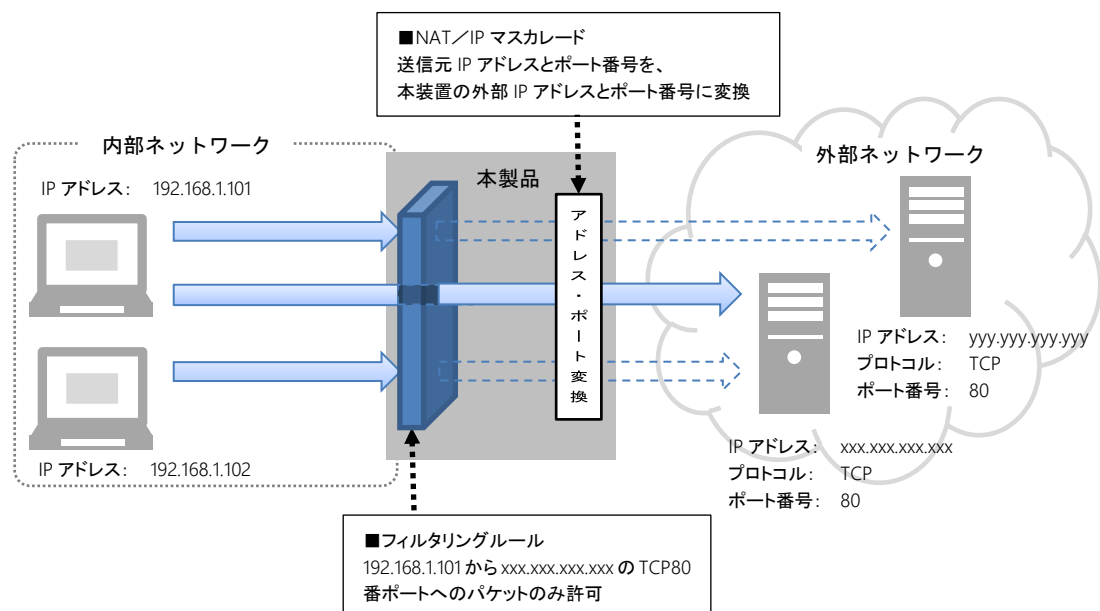 ■NAT/IP マスカレード
送信元 IP アドレスとポート番号を、
本装置の外部 IP アドレスとポート番号に変換
内部ネットワーク
IP アドレス： 192.168.1.101
IP アドレス： 192.168.1.102
本製品
アドレス・ポート変換
外部ネットワーク
IP アドレス： yyy.yyy.yyy.yyy
プロトコル： TCP
ポート番号： 80
IP アドレス： xxx.xxx.xxx.xxx
プロトコル： TCP
ポート番号： 80
■フィルタリングルール
192.168.1.101 から xxx.xxx.xxx.xxx の TCP80
番ポートへのパケットのみ許可